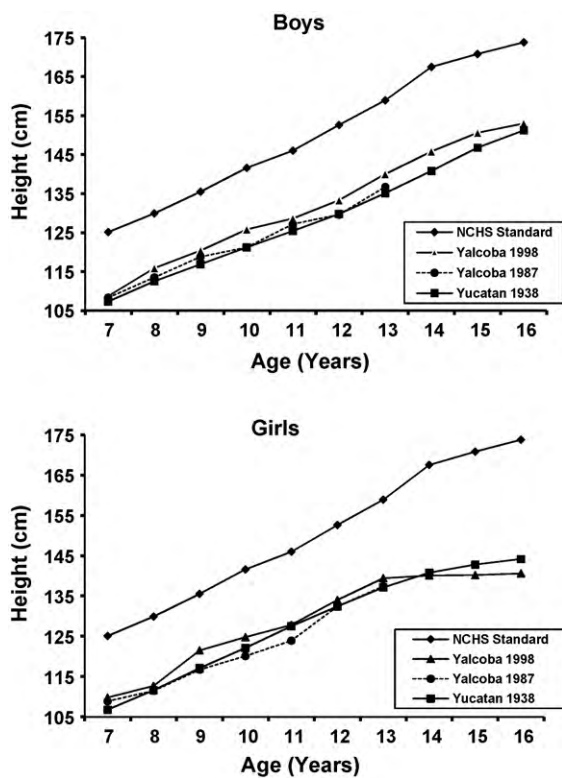 Boys
175
165
155
145
135
125
115
105
Height (cm)
NCHS Standard
Yalcoba 1998
Yalcoba 1987
Yucatan 1938
7 8 9 10 11 12 13 14 15 16
Age (Years)
Girls
175
165
155
145
135
125
115
105
Height (cm)
NCHS Standard
Yalcoba 1998
Yalcoba 1987
Yucatan 1938
7 8 9 10 11 12 13 14 15 16
Age (Years)